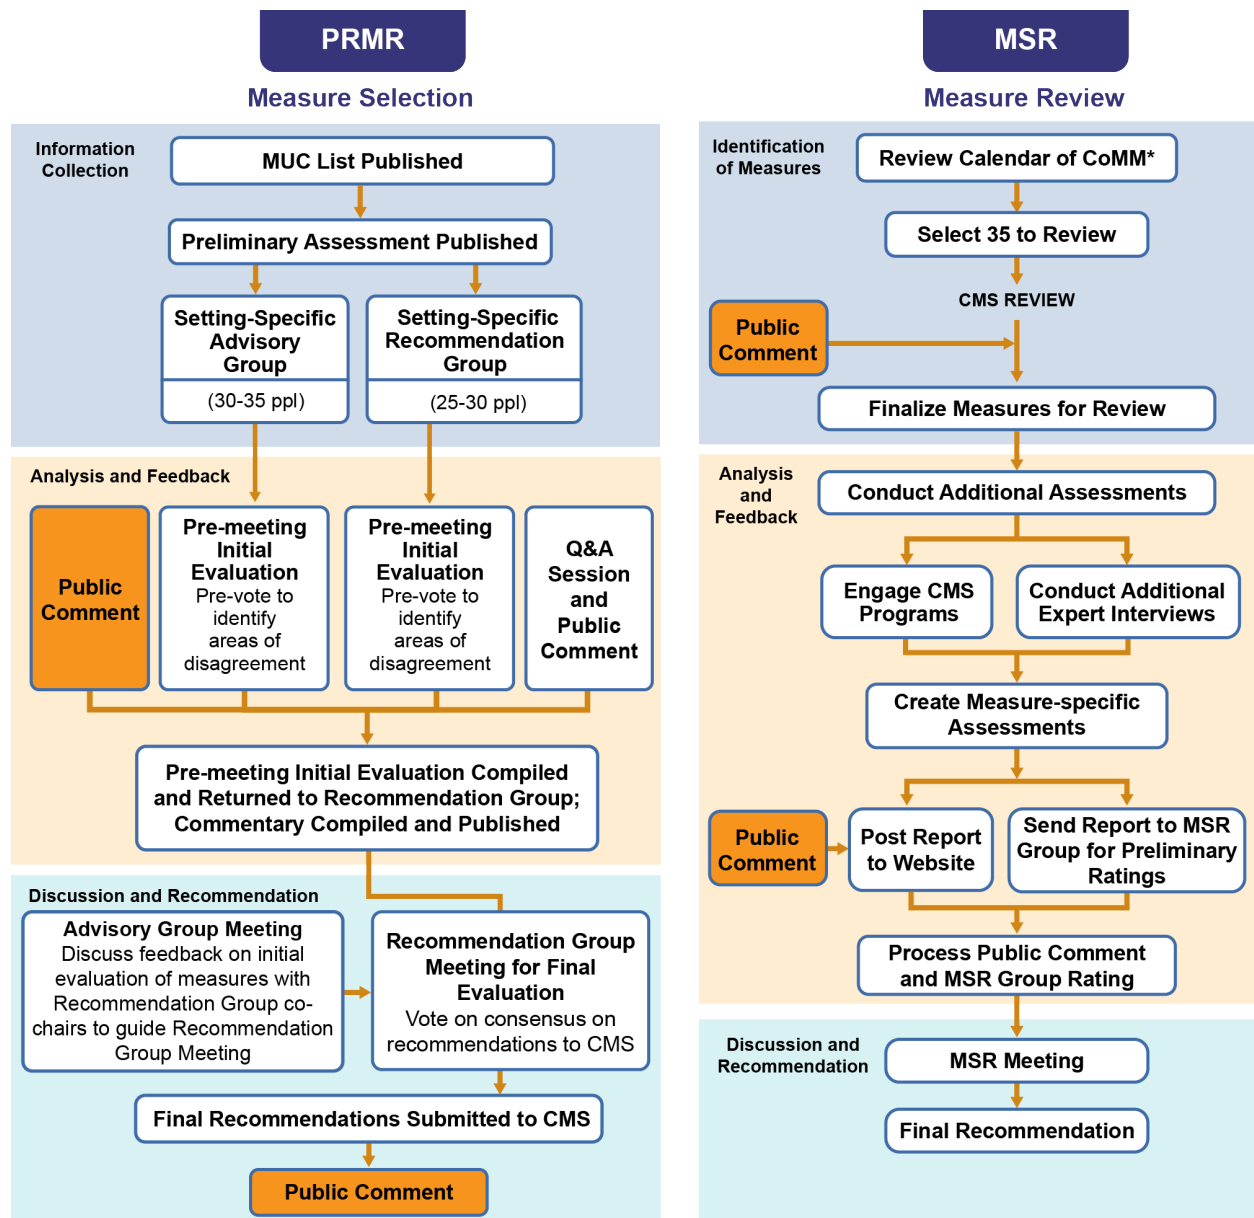 PRMR
Measure Selection
Information
Collection
MUC List Published
Preliminary Assessment Published
Setting-Specific
Advisory
Group
(30-35 ppl)
Setting-Specific
Recommendation
Group
(25-30 ppl)
Analysis and Feedback
Public
Comment
Pre-meeting
Initial
Evaluation
Pre-vote to
identify
areas of
disagreement
Pre-meeting
Initial
Evaluation
Pre-vote to
identify
areas of
disagreement
Q&A
Session
and
Public
Comment
Pre-meeting Initial Evaluation Compiled
and Returned to Recommendation Group;
Commentary Compiled and Published
Discussion and Recommendation
Advisory Group Meeting
Discuss feedback on initial
evaluation of measures with
Recommendation Group co-
chairs to guide Recommendation
Group Meeting
Recommendation Group
Meeting for Final
Evaluation
Vote on consensus on
recommendations to CMS
Final Recommendations Submitted to CMS
Public Comment
MSR
Measure Review
Identification
of Measures
Review Calendar of CoMM*
Select 35 to Review
CMS REVIEW
Public
Comment
Finalize Measures for Review
Analysis
and
Feedback
Conduct Additional Assessments
Engage CMS
Programs
Conduct Additional
Expert Interviews
Create Measure-specific
Assessments
Public
Comment
Post Report
to Website
Send Report to MSR
Group for Preliminary
Ratings
Process Public Comment
and MSR Group Rating
Discussion and
Recommendation
MSR Meeting
Final Recommendation